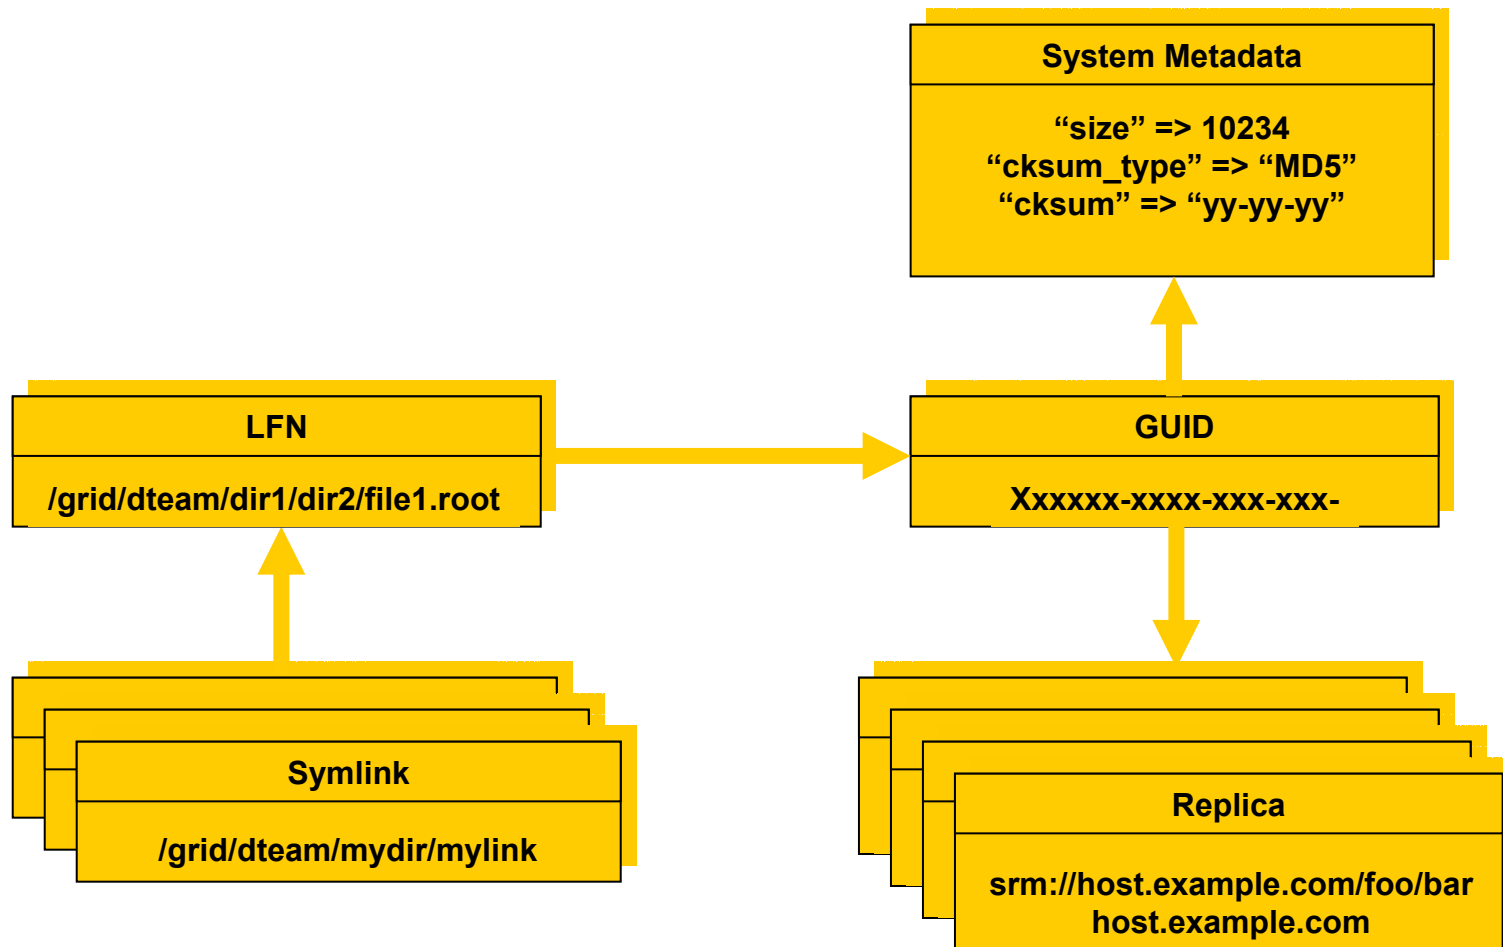 System Metadata
“size” => 10234
“cksum_type” => “MD5”
“cksum” => “yy-yy-yy”
LFN
/grid/dteam/dir1/dir2/file1.root
GUID
Xxxxxx-xxxx-xxx-xxx-
Symlink
/grid/dteam/mydir/mylink
Replica
srm://host.example.com/foo/bar
host.example.com